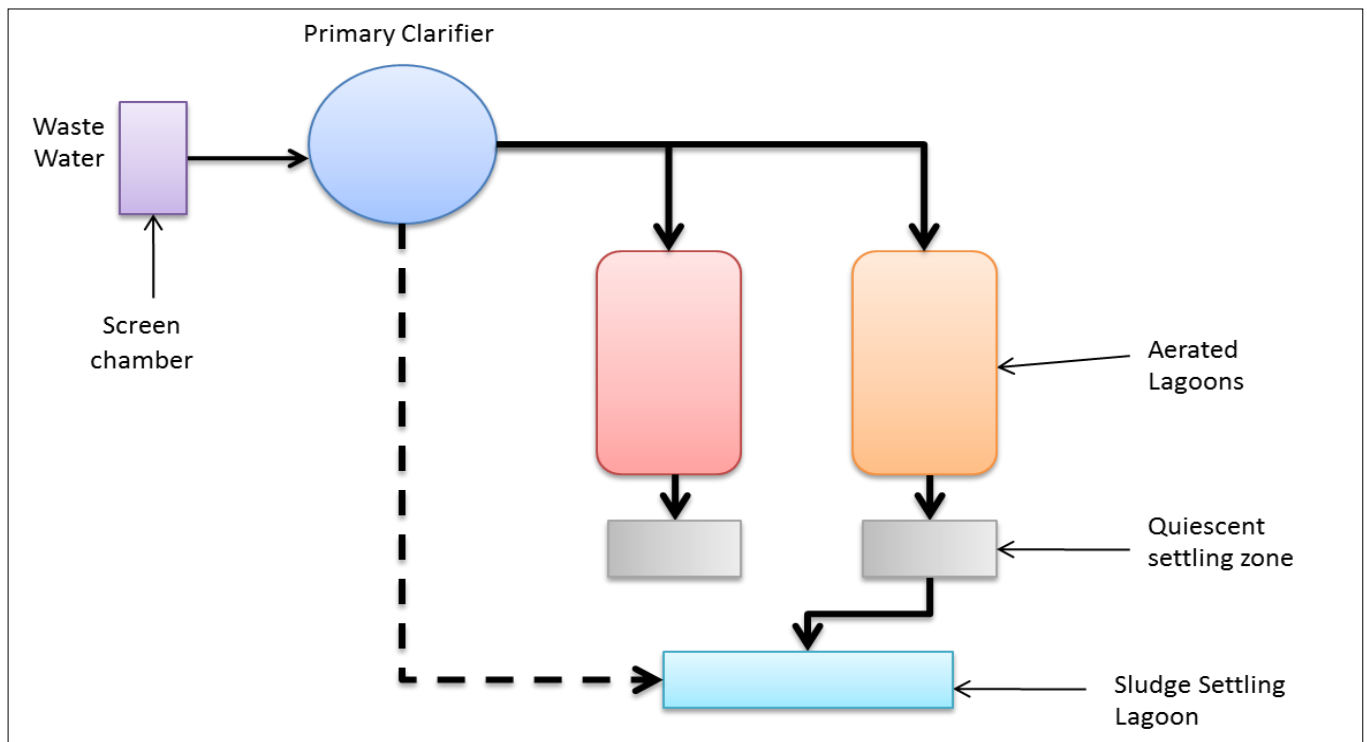 Primary Clarifier
Waste
Water
Screen
chamber
Aerated
Lagoons
Quiescent
settling zone
Sludge Settling
Lagoon